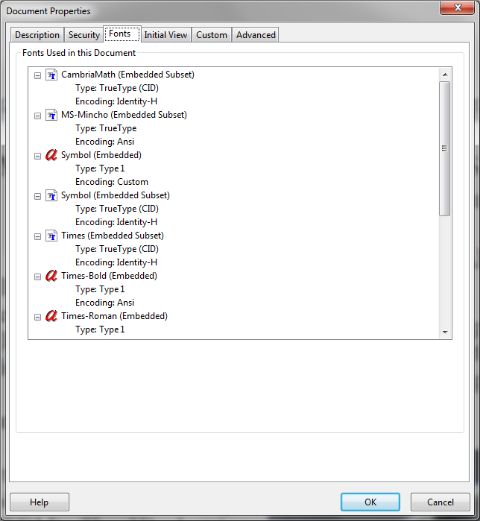 Document Properties
Description Security Fonts Initial View Custom Advanced
Fonts Used in this Document
CambriaMath (Embedded Subset)
Type: TrueType (CID)
Encoding: Identity-H
MS-Mincho (Embedded Subset)
Type: TrueType
Encoding: Ansi
Symbol (Embedded)
Type: Type 1
Encoding: Custom
Symbol (Embedded Subset)
Type: TrueType (CID)
Encoding: Identity-H
Times (Embedded Subset)
Type: TrueType (CID)
Encoding: Identity-H
Times-Bold (Embedded)
Type: Type 1
Encoding: Ansi
Times-Roman (Embedded)
Type: Type 1
Help OK Cancel